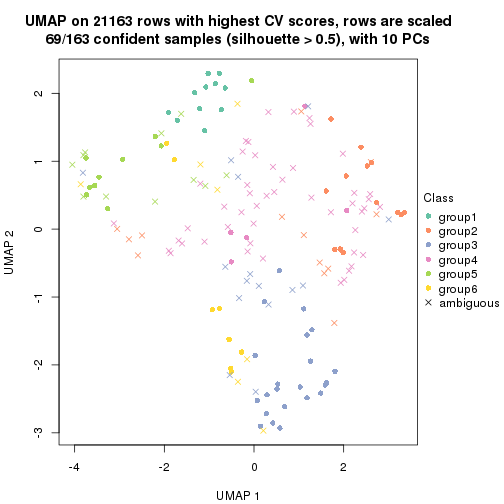 UMAP on 21163 rows with highest CV scores, rows are scaled
69/163 confident samples (silhouette > 0.5), with 10 PCs
UMAP 2
2
1
0
-1
-2
-3
-4
-2
0
2
UMAP 1
Class
group1
group2
group3
group4
group5
group6
ambiguous